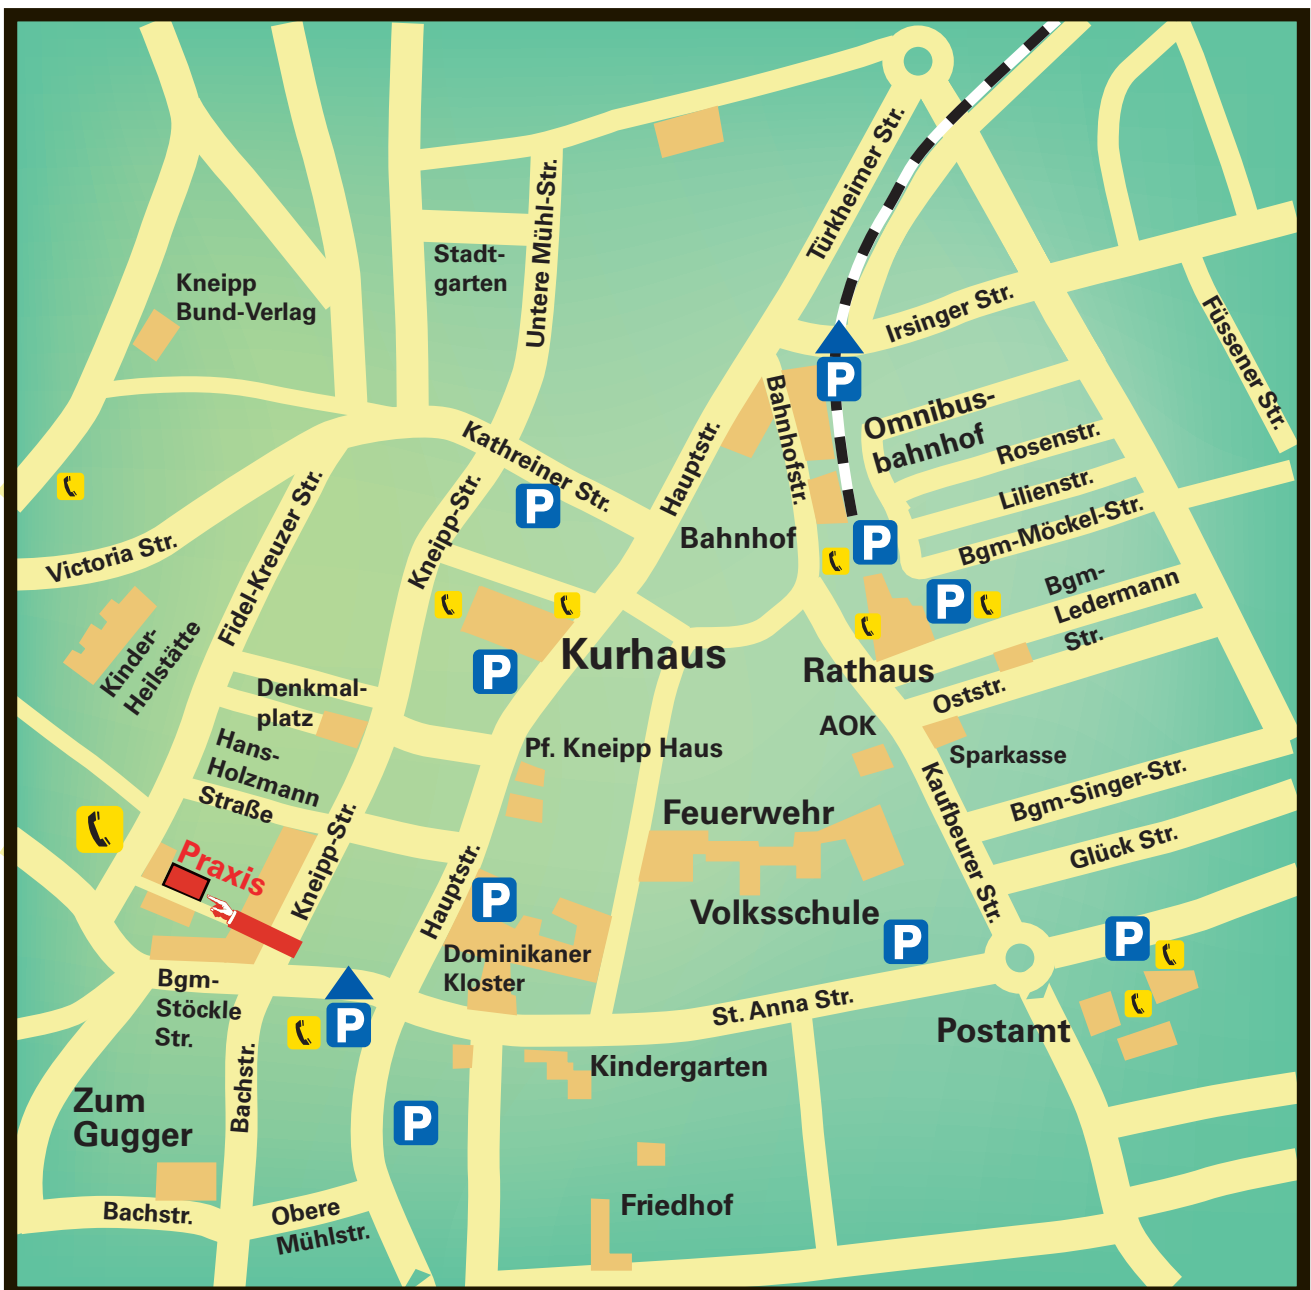 Türkheimer Str.
Untere Mühl-Str.
Stadt-
garten
Kneipp
Bund-Verlag
Irsinger Str.
Füssener Str.
P
Bahnhofstr.
Omnibus-
bahnhof
Kathreiner Str.
Hauptstr.
Rosenstr.
Lilienstr.
P
Kneipp-Str.
Fidel-Kreuzer Str.
Victoria Str.
Bahnhof
P
Bgm-Möckel-Str.
Kinder-
Heilstätte
P
Bgm-
Ledermann
Str.
Kurhaus
P
Rathaus
Denkmal-
platz
Oststr.
AOK
Hans-
Holzmann
Straße
Pf. Kneipp Haus
Sparkasse
Bgm-Singer-Str.
Feuerwehr
Kaufbeurer Str.
Glück Str.
Praxis
Kneipp-Str.
Hauptstr.
P
Volksschule
P
P
Dominikaner
Kloster
Bgm-
Stöckle
Str.
P
St. Anna Str.
Postamt
Kindergarten
Bachstr.
Zum
Gugger
P
Friedhof
Bachstr.
Obere
Mühlstr.